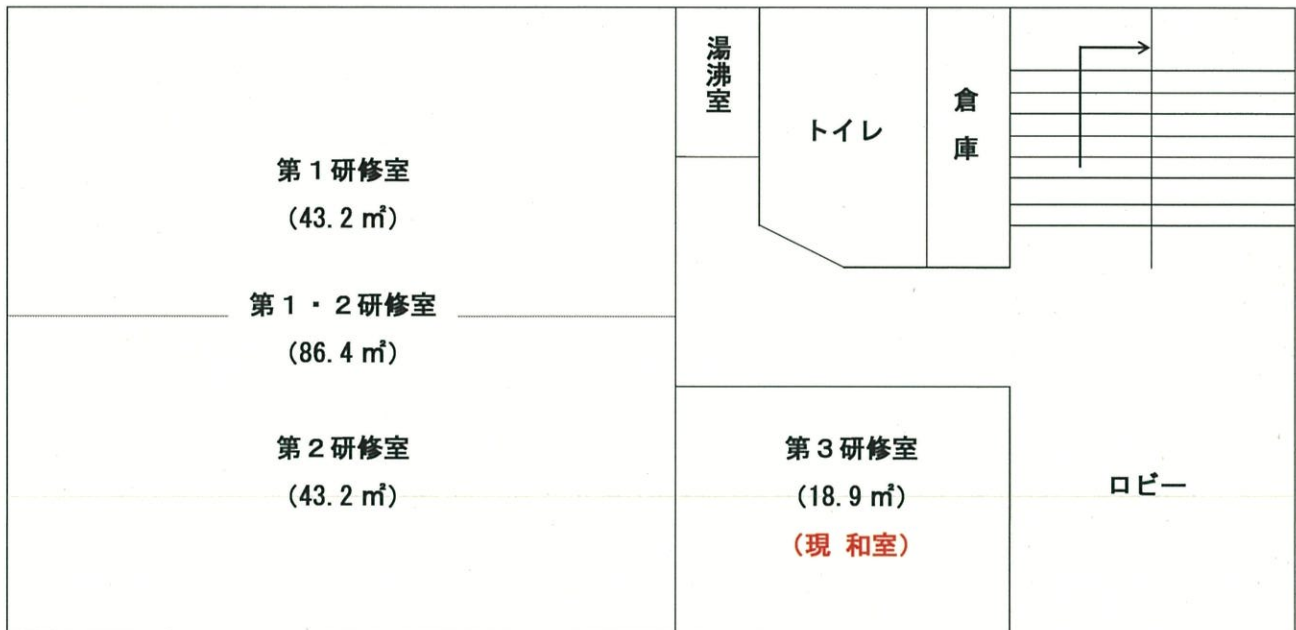 湯沸室
トイレ
倉庫
第1研修室
(43.2㎡)
第1・2研修室
(86.4㎡)
第2研修室
(43.2㎡)
第3研修室
(18.9㎡)
(現 和室)
ロビー